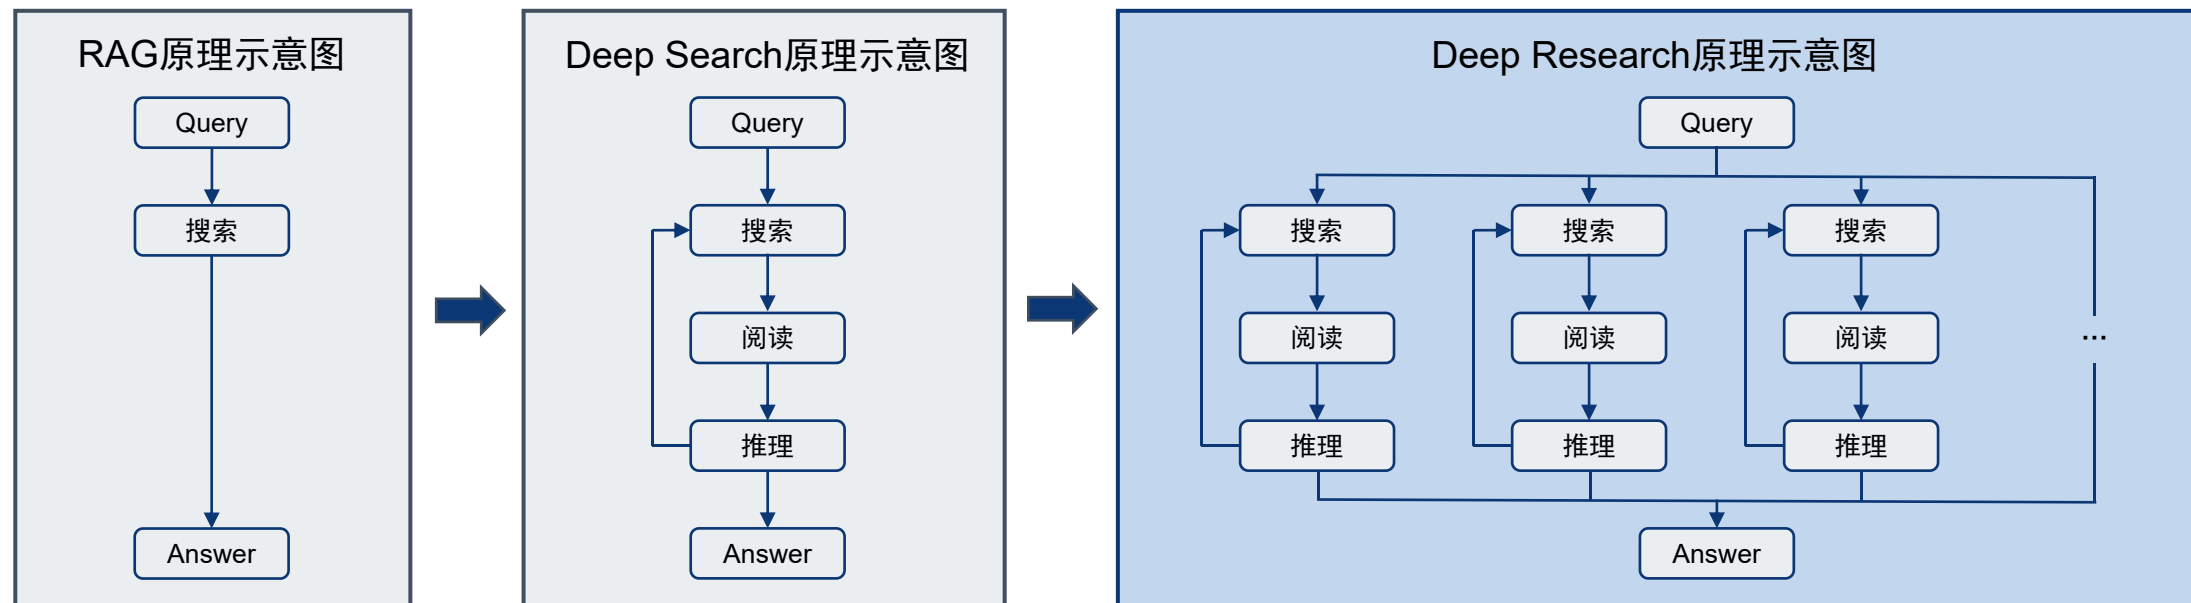 RAG原理示意图
Query
搜索
Answer
Deep Search原理示意图
Query
搜索
阅读
推理
Answer
Deep Research原理示意图
Query
搜索
搜索
搜索
阅读
阅读
阅读
...
推理
推理
推理
Answer